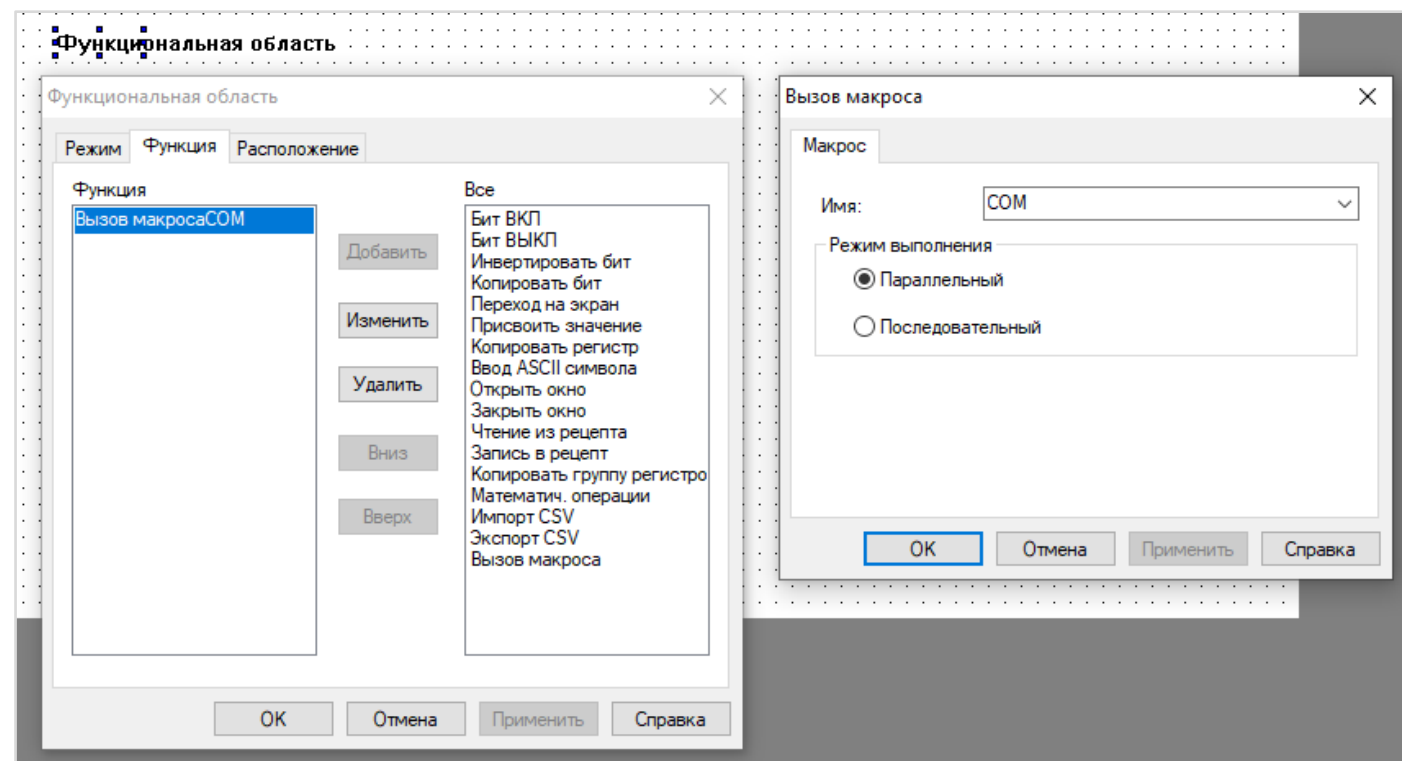 Функциональная область
Функциональная область
Режим
Функция
Расположение
Функция
Вызов макросаCOM
Добавить
Изменить
Удалить
Вниз
Вверх
Все
Бит ВКЛ
Бит ВЫКЛ
Инвертировать бит
Копировать бит
Переход на экран
Присвоить значение
Копировать регистр
Ввод ASCII символа
Открыть окно
Закрыть окно
Чтение из рецепта
Запись в рецепт
Копировать группу регистро
Математич. операции
Импорт CSV
Экспорт CSV
Вызов макроса
OK
Отмена
Применить
Справка
Вызов макроса
Макрос
Имя:
COM
Режим выполнения
Параллельный
Последовательный
OK
Отмена
Применить
Справка